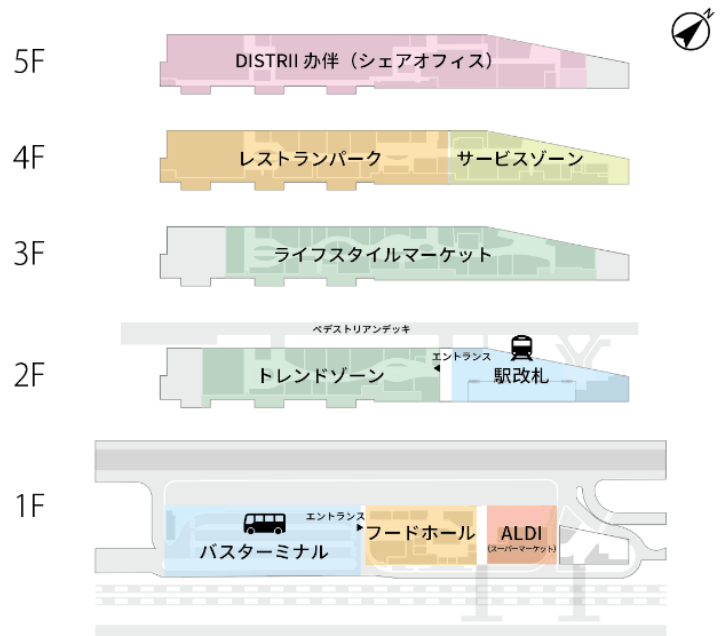 N
5F
DISTRII 办伴（シェアオフィス）
4F
レストランパーク
サービスゾーン
3F
ライフスタイルマーケット
ペデストリアンデッキ
2F
トレンドゾーン
エントランス
駅改札
1F
エントランス
バスターミナル
フードホール
ALDI
(スーパーマーケット)